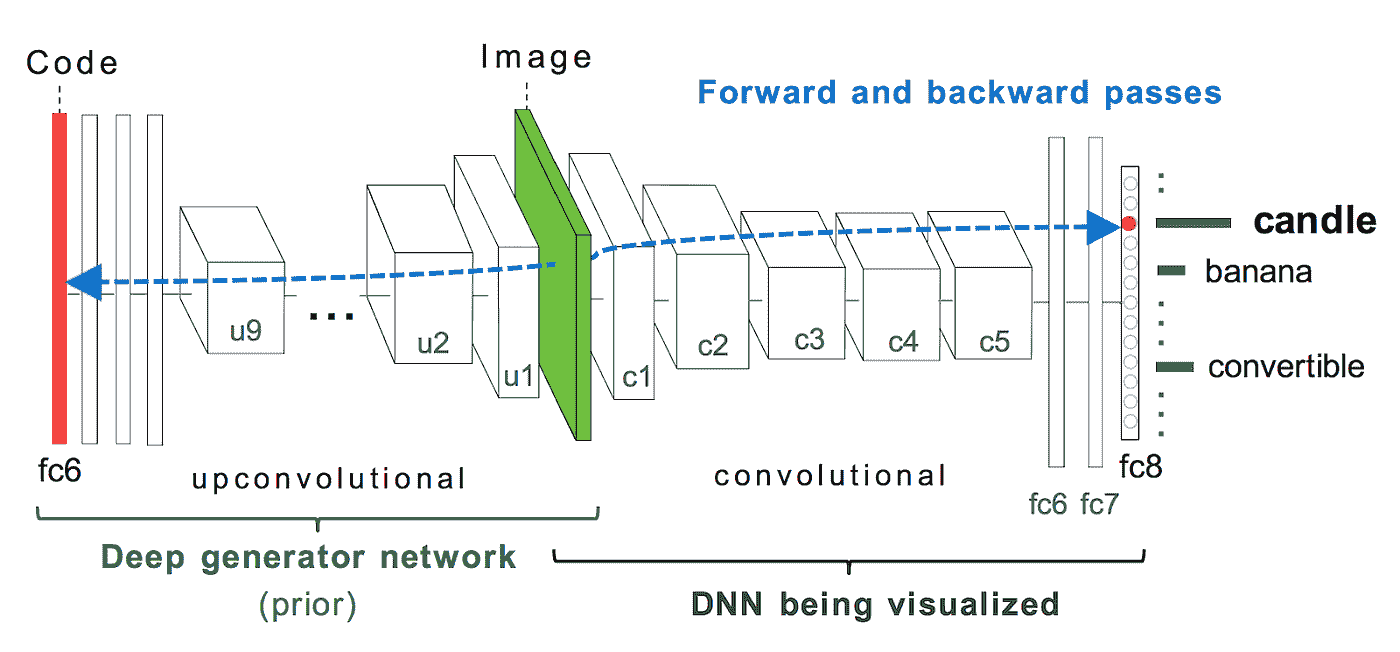 Code
Image
Forward and backward passes
candle
banana
convertible
u9
...
u2
u1
c1
c2
c3
c4
c5
fc6
upconvolutional
convolutional
fc6
fc7
fc8
Deep generator network
(prior)
DNN being visualized